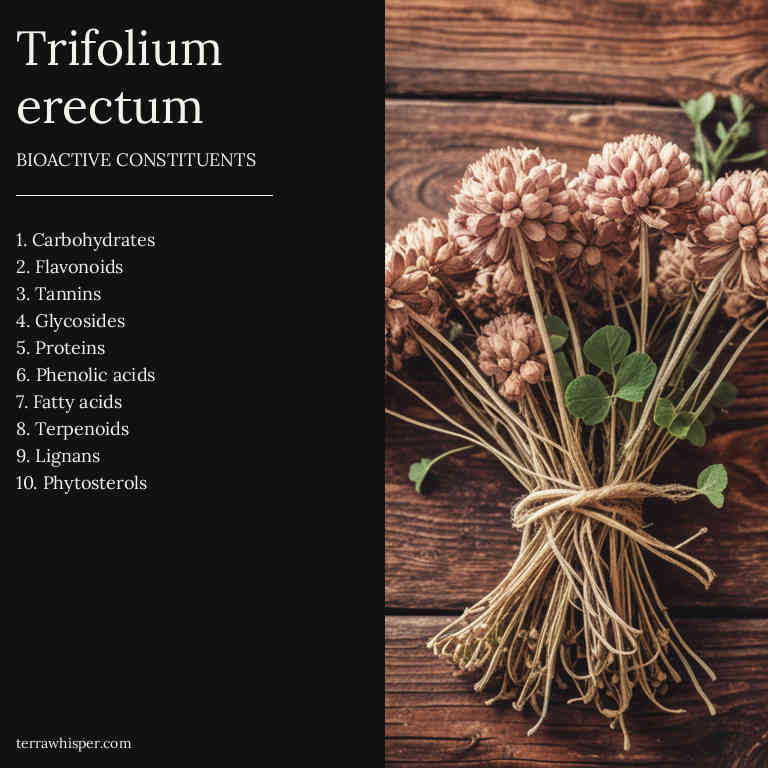 Trifolium
erectum
BIOACTIVE CONSTITUENTS
1. Carbohydrates
2. Flavonoids
3. Tannins
4. Glycosides
5. Proteins
6. Phenolic acids
7. Fatty acids
8. Terpenoids
9. Lignans
10. Phytosterols
terrawhisper.com